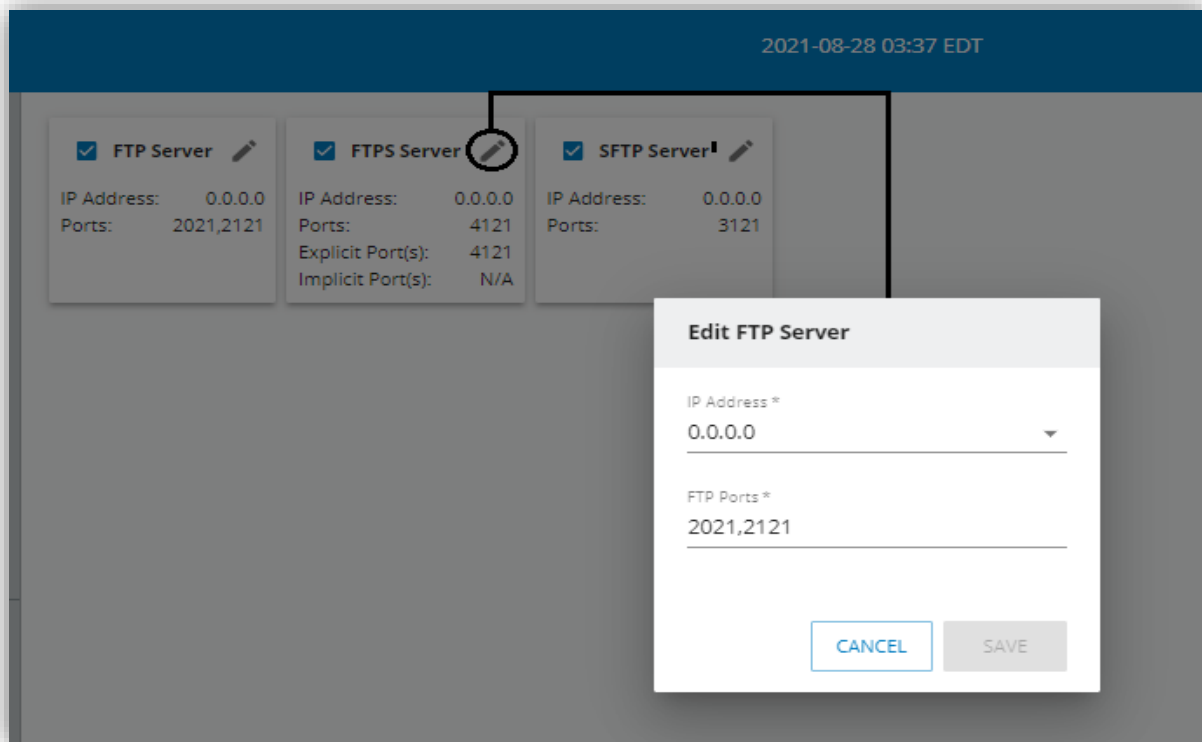 2021-08-28 03:37 EDT
FTP Server
IP Address: 0.0.0.0
Ports: 2021,2121
FTPS Server
IP Address: 0.0.0.0
Ports: 4121
Explicit Port(s): 4121
Implicit Port(s): N/A
SFTP Server
IP Address: 0.0.0.0
Ports: 3121
Edit FTP Server
IP Address *
0.0.0.0
FTP Ports *
2021,2121
CANCEL SAVE